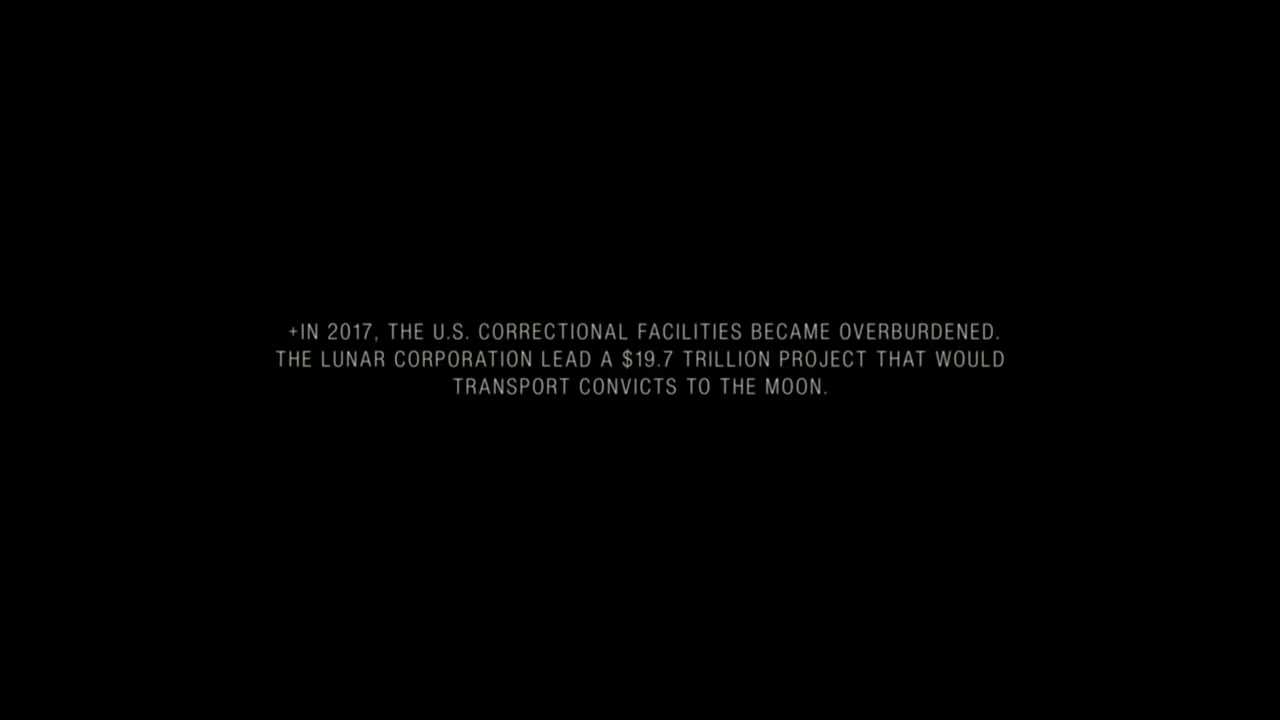 +IN 2017, THE U.S. CORRECTIONAL FACILITIES BECAME OVERBURDENED.
THE LUNAR CORPORATION LEAD A $19.7 TRILLION PROJECT THAT WOULD
TRANSPORT CONVICTS TO THE MOON.